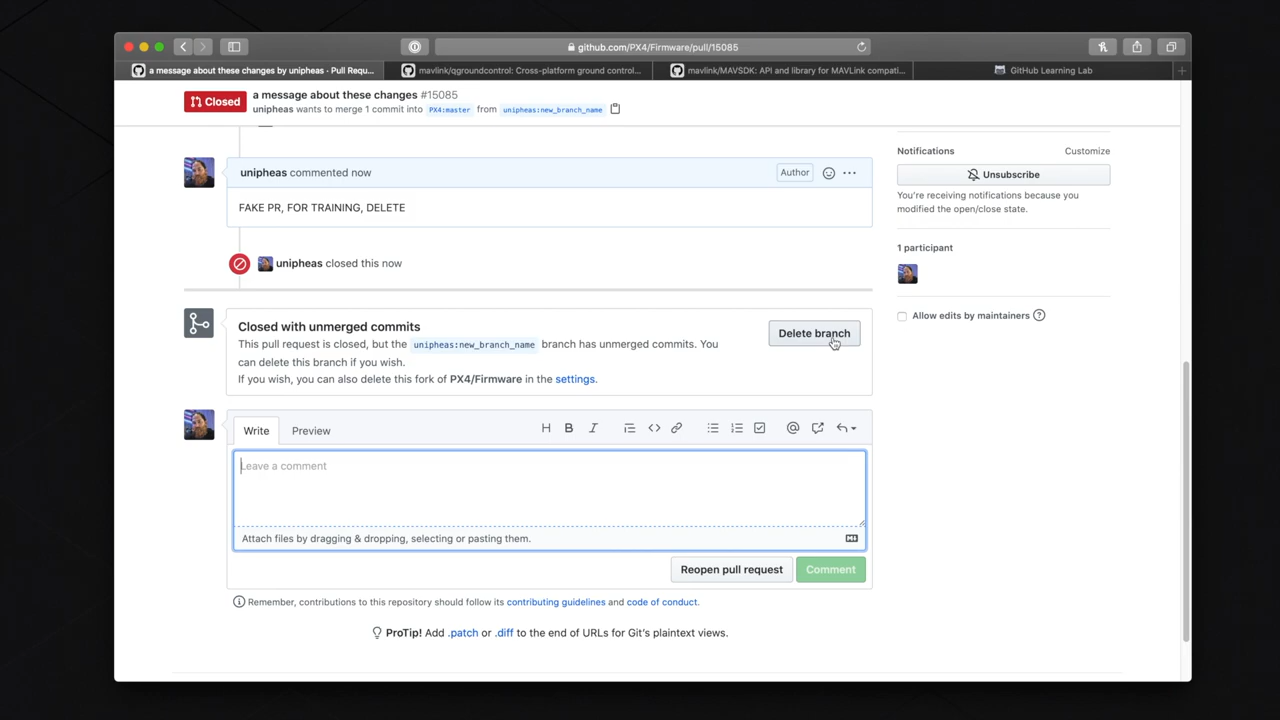 github.com/PX4/Firmware/pull/15085
a message about these changes by unipheas · Pull Requ...
mavlink/qgroundcontrol: Cross-platform ground control...
mavlink/MAVSDK: API and library for MAVLink compati...
GitHub Learning Lab
Closed
a message about these changes #15085
unipheas wants to merge 1 commit into PX4:master from unipheas:new_branch_name
unipheas commented now
Author
FAKE PR, FOR TRAINING, DELETE
unipheas closed this now
Closed with unmerged commits
This pull request is closed, but the unipheas:new_branch_name branch has unmerged commits. You
can delete this branch if you wish.
If you wish, you can also delete this fork of PX4/Firmware in the settings.
Delete branch
Write
Preview
Leave a comment
Attach files by dragging & dropping, selecting or pasting them.
Reopen pull request
Comment
Remember, contributions to this repository should follow its contributing guidelines and code of conduct.
ProTip! Add .patch or .diff to the end of URLs for Git's plaintext views.
Notifications
Customize
Unsubscribe
You're receiving notifications because you
modified the open/close state.
1 participant
Allow edits by maintainers